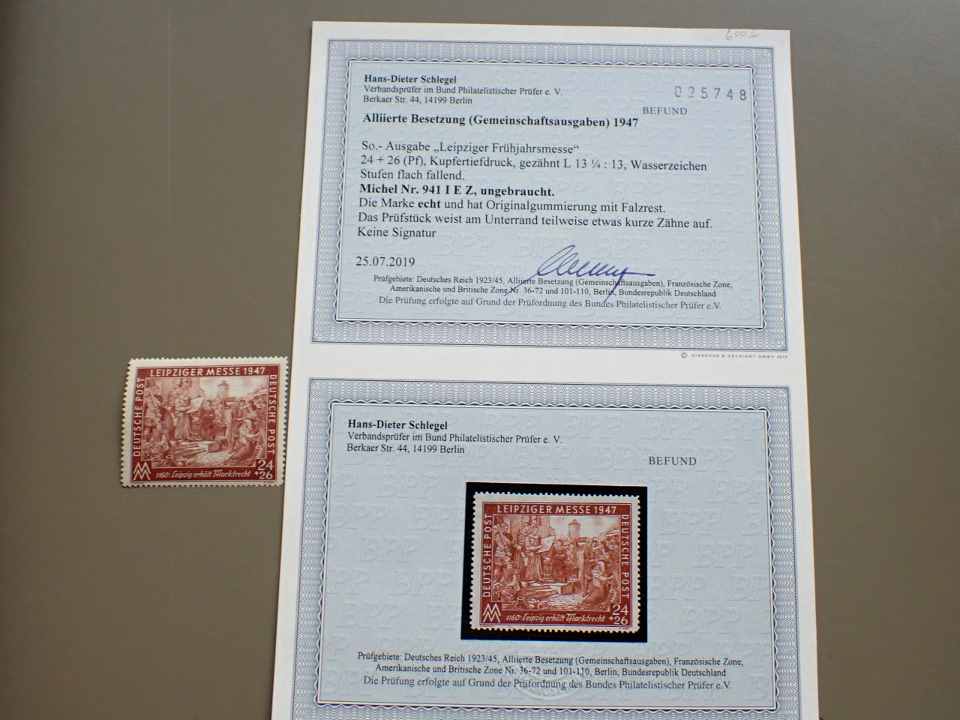 Hans-Dieter Schlegel
Verbandsprüfer im Bund Philatelistischer Prüfer e. V.
Berkaer Str. 44, 14199 Berlin
025748
BEFUND
Alliierte Besetzung (Gemeinschaftsausgaben) 1947
So.- Ausgabe „Leipziger Frühjahrsmesse“
24 + 26 (Pf), Kupfertiefdruck, gezähnt L 13 ¼ : 13, Wasserzeichen
Stufen flach fallend.
Michel Nr. 941 I E Z, ungebraucht.
Die Marke echt und hat Originalgummierung mit Falzrest.
Das Prüfstück weist am Unterrand teilweise etwas kurze Zähne auf.
Keine Signatur
25.07.2019
Prüfgebiete: Deutsches Reich 1923/45, Alliierte Besetzung (Gemeinschaftsausgaben), Französische Zone,
Amerikanische und Britische Zone Nr. 36-72 und 101-110, Berlin, Bundesrepublik Deutschland
Die Prüfung erfolgte auf Grund der Prüfordnung des Bundes Philatelistischer Prüfer e.V.
LEIPZIGER MESSE 1947
DEUTSCHE POST
DEUTSCHE POST
24
+26
1160: Leipzig erhält Marktrecht
Hans-Dieter Schlegel
Verbandsprüfer im Bund Philatelistischer Prüfer e. V.
Berkaer Str. 44, 14199 Berlin
BEFUND
LEIPZIGER MESSE 1947
DEUTSCHE POST
DEUTSCHE POST
24
+26
1160: Leipzig erhält Marktrecht
Prüfgebiete: Deutsches Reich 1923/45, Alliierte Besetzung (Gemeinschaftsausgaben), Französische Zone,
Amerikanische und Britische Zone Nr. 36-72 und 101-110, Berlin, Bundesrepublik Deutschland
Die Prüfung erfolgte auf Grund der Prüfordnung des Bundes Philatelistischer Prüfer e.V.